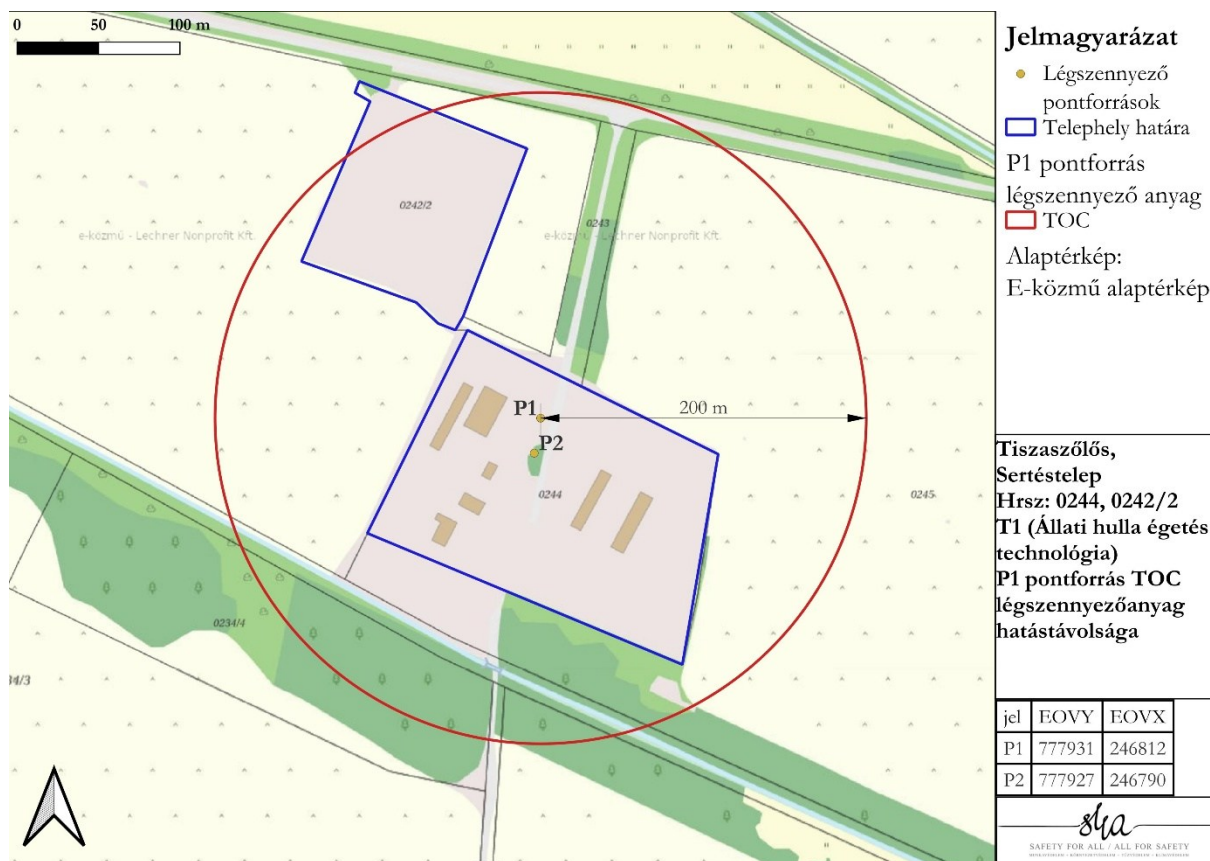 0 50 100 m
0242/2
0243
e-közmű - Lechner Nonprofit Kft.
e-közmű - Lechner Nonprofit Kft.
P1
200 m
P2
0244
0245
0234/4
34/3
Jelmagyarázat
Légszennyező
pontforrások
Telephely határa
P1 pontforrás
légszennyező anyag
TOC
Alaptérkép:
E-közmű alaptérkép
Tiszaszőlős,
Sertéstelep
Hrsz: 0244, 0242/2
T1 (Állati hulla égetés
technológia)
P1 pontforrás TOC
légszennyezőanyag
hatástávolsága
jel EOVY EOVX
P1 777931 246812
P2 777927 246790
sha
SAFETY FOR ALL / ALL FOR SAFETY